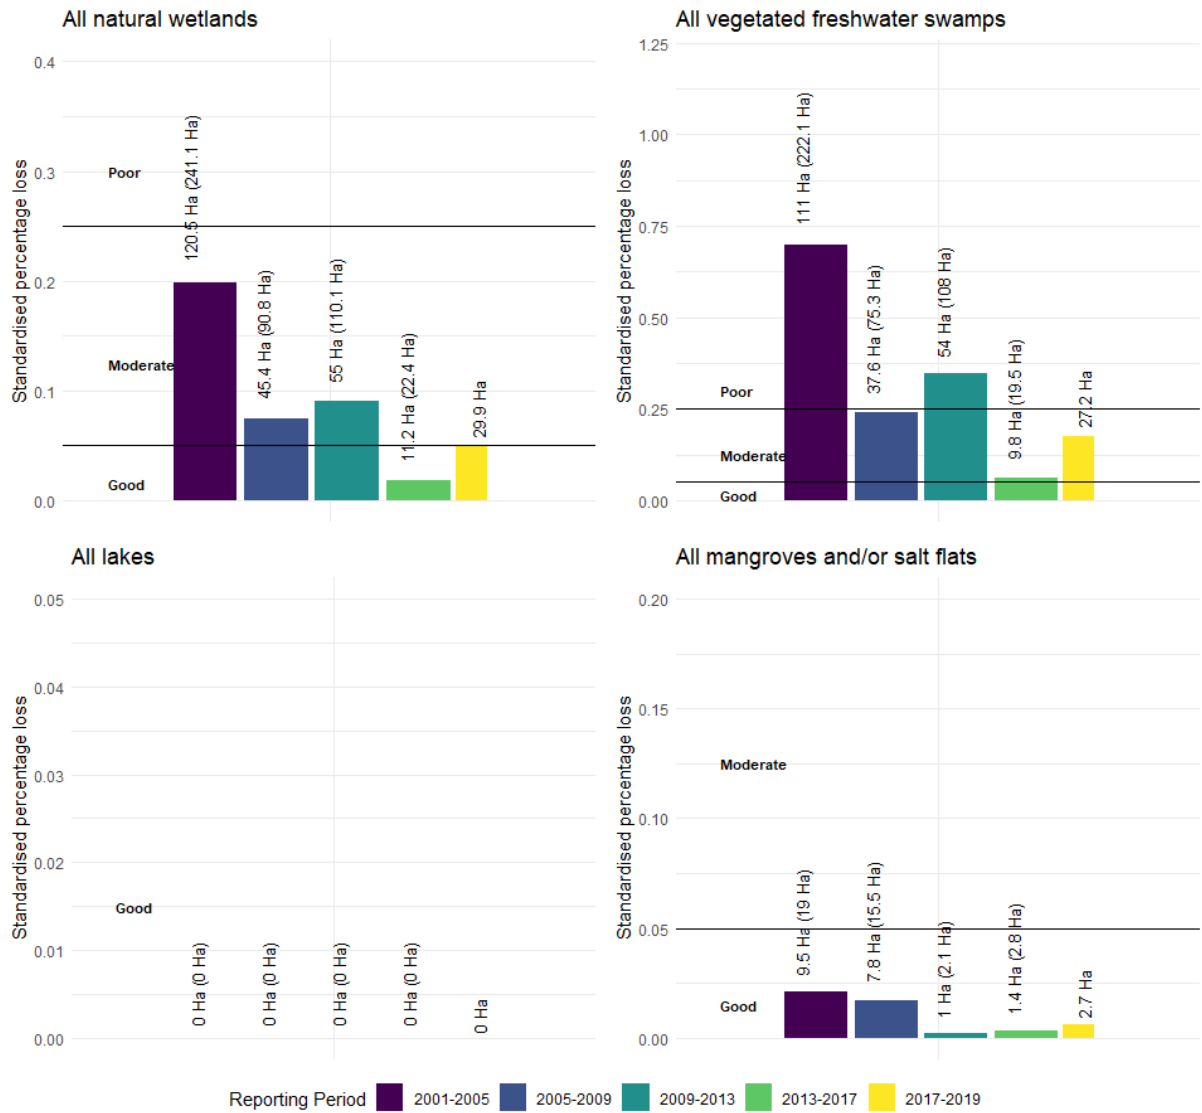 All natural wetlands
Standardised percentage loss
0.4
0.3
0.2
0.1
0.0
Poor
Moderate
Good
120.5 Ha (241.1 Ha)
45.4 Ha (90.8 Ha)
55 Ha (110.1 Ha)
11.2 Ha (22.4 Ha)
29.9 Ha
All vegetated freshwater swamps
Standardised percentage loss
1.25
1.00
0.75
0.50
0.25
0.00
Poor
Moderate
Good
111 Ha (222.1 Ha)
37.6 Ha (75.3 Ha)
54 Ha (108 Ha)
9.8 Ha (19.5 Ha)
27.2 Ha
All lakes
Standardised percentage loss
0.05
0.04
0.03
0.02
0.01
0.00
Good
0 Ha (0 Ha)
0 Ha (0 Ha)
0 Ha (0 Ha)
0 Ha (0 Ha)
0 Ha
All mangroves and/or salt flats
Standardised percentage loss
0.20
0.15
0.10
0.05
0.00
Moderate
Good
9.5 Ha (19 Ha)
7.8 Ha (15.5 Ha)
1 Ha (2.1 Ha)
1.4 Ha (2.8 Ha)
2.7 Ha
Reporting Period 2001-2005 2005-2009 2009-2013 2013-2017 2017-2019